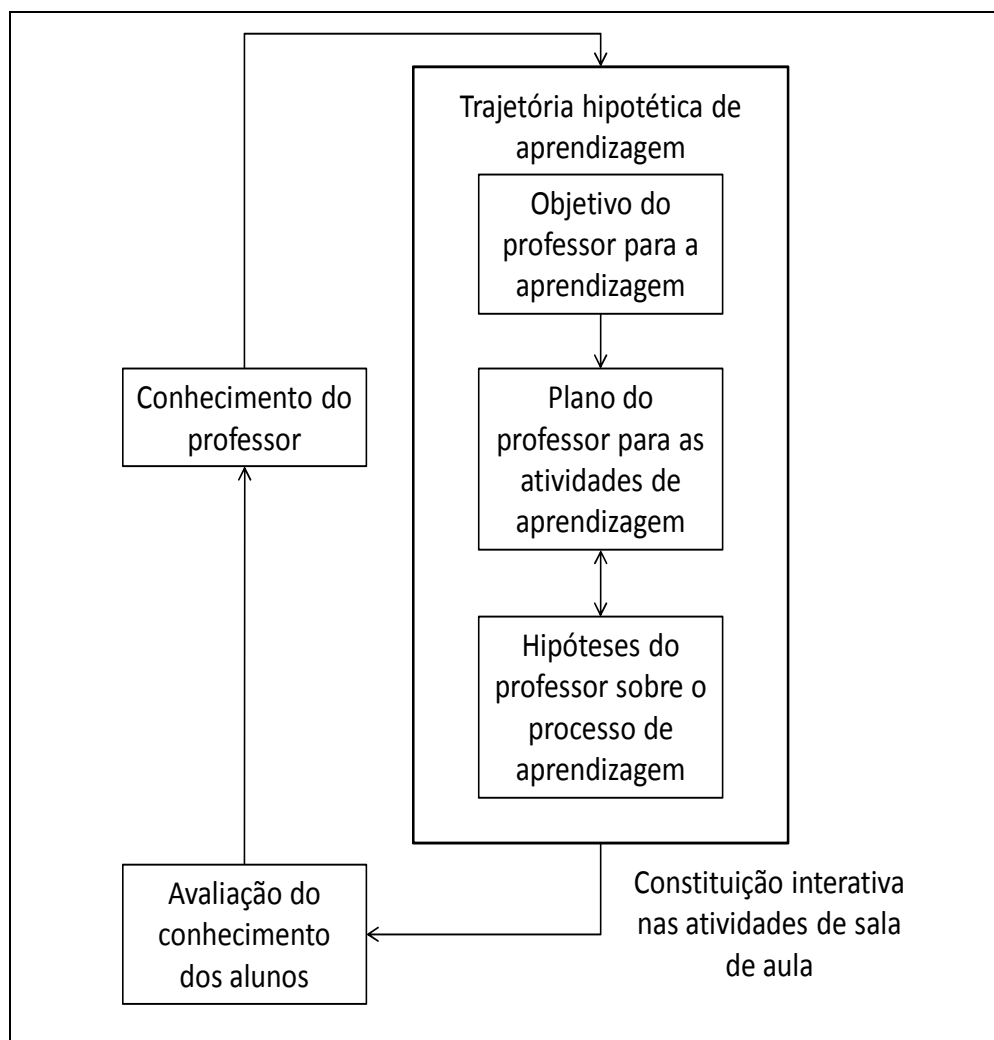 Trajetória hipotética de
aprendizagem
Objetivo do
professor para a
aprendizagem
Conhecimento do
professor
Plano do
professor para as
atividades de
aprendizagem
Hipóteses do
professor sobre o
processo de
aprendizagem
Avaliação do
conhecimento
dos alunos
Constituição interativa
nas atividades de sala
de aula